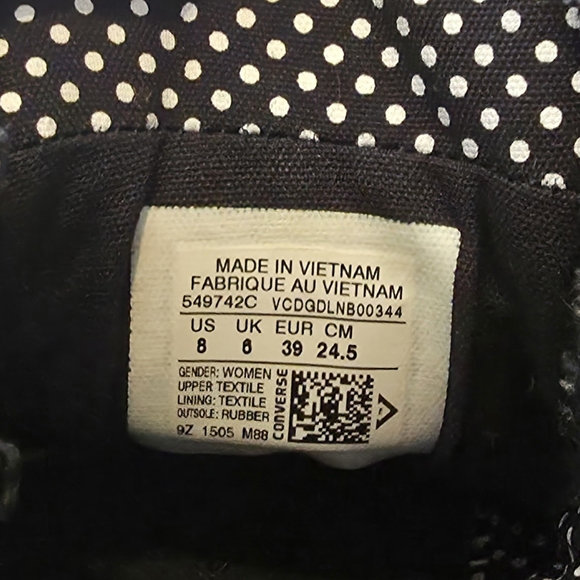 MADE IN VIETNAM
FABRIQUE AU VIETNAM
549742C VCDGDLNB00344
US UK EUR CM
8 6 39 24.5
GENDER: WOMEN
UPPER TEXTILE
LINING: TEXTILE
OUTSOLE: RUBBER
9Z 1505 M88
CONVERSE